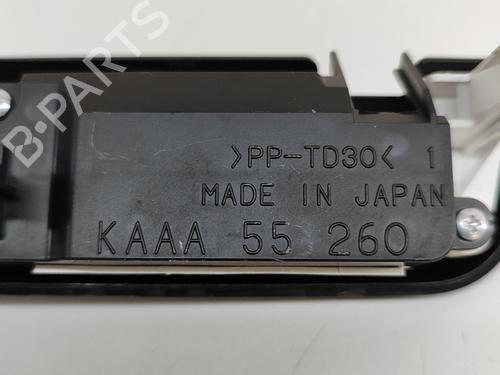 B-PARTS
>PP-TD30< 1
MADE IN JAPAN
KAAA 55 260